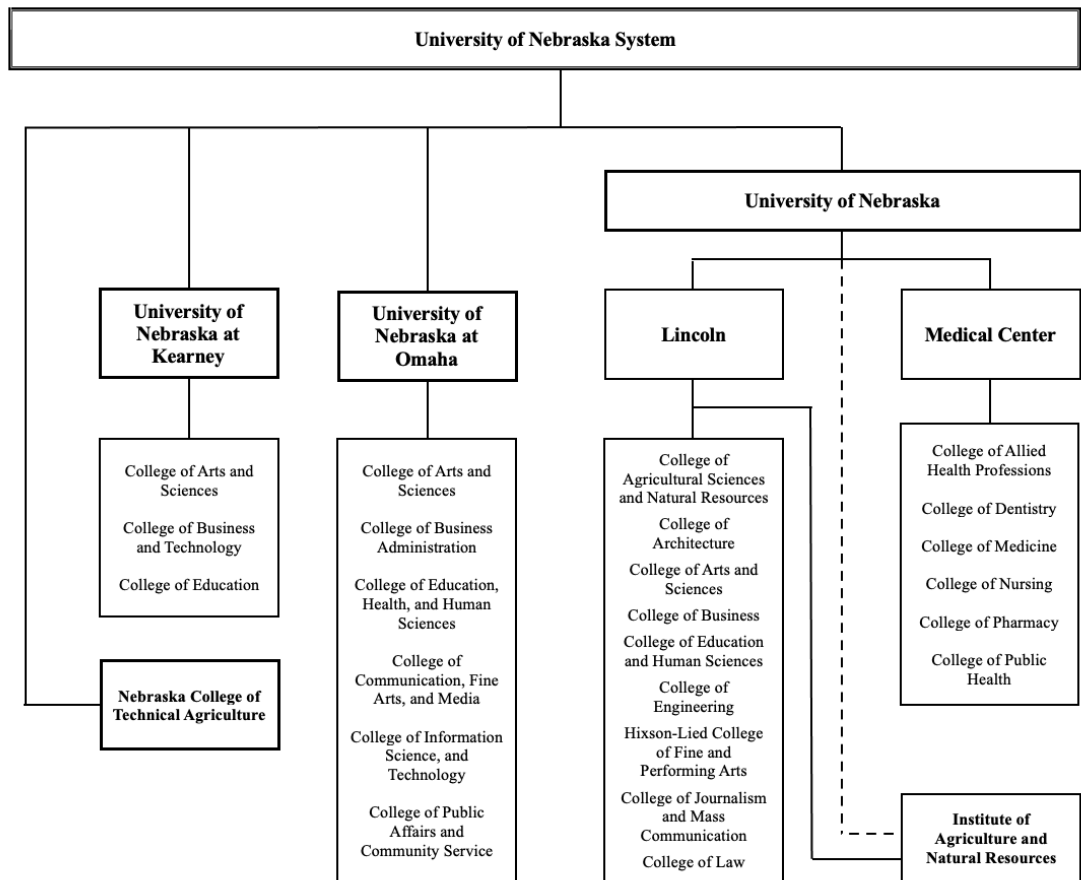 University of Nebraska System
University of Nebraska
University of
Nebraska at
Kearney
University of
Nebraska at
Omaha
Lincoln
Medical Center
College of Arts and
Sciences
College of Business
and Technology
College of Education
Nebraska College of
Technical Agriculture
College of Arts and
Sciences
College of Business
Administration
College of Education,
Health, and Human
Sciences
College of
Communication, Fine
Arts, and Media
College of Information
Science, and
Technology
College of Public
Affairs and
Community Service
College of
Agricultural Sciences
and Natural Resources
College of
Architecture
College of Arts and
Sciences
College of Business
College of Education
and Human Sciences
College of
Engineering
Hixson-Lied College
of Fine and
Performing Arts
College of Journalism
and Mass
Communication
College of Law
College of Allied
Health Professions
College of Dentistry
College of Medicine
College of Nursing
College of Pharmacy
College of Public
Health
Institute of
Agriculture and
Natural Resources